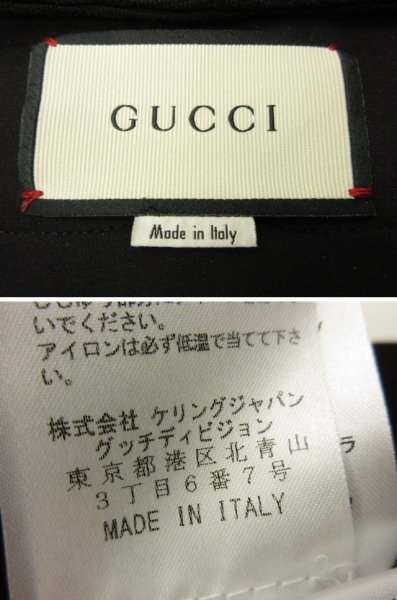 GUCCI
Made in Italy
いでください。
アイロンは必ず低温で当てて下さ
い。
株式会社 ケリングジャパン
グッチディビジョン
東京都港区北青山
3丁目6番7号
MADE IN ITALY
ラ